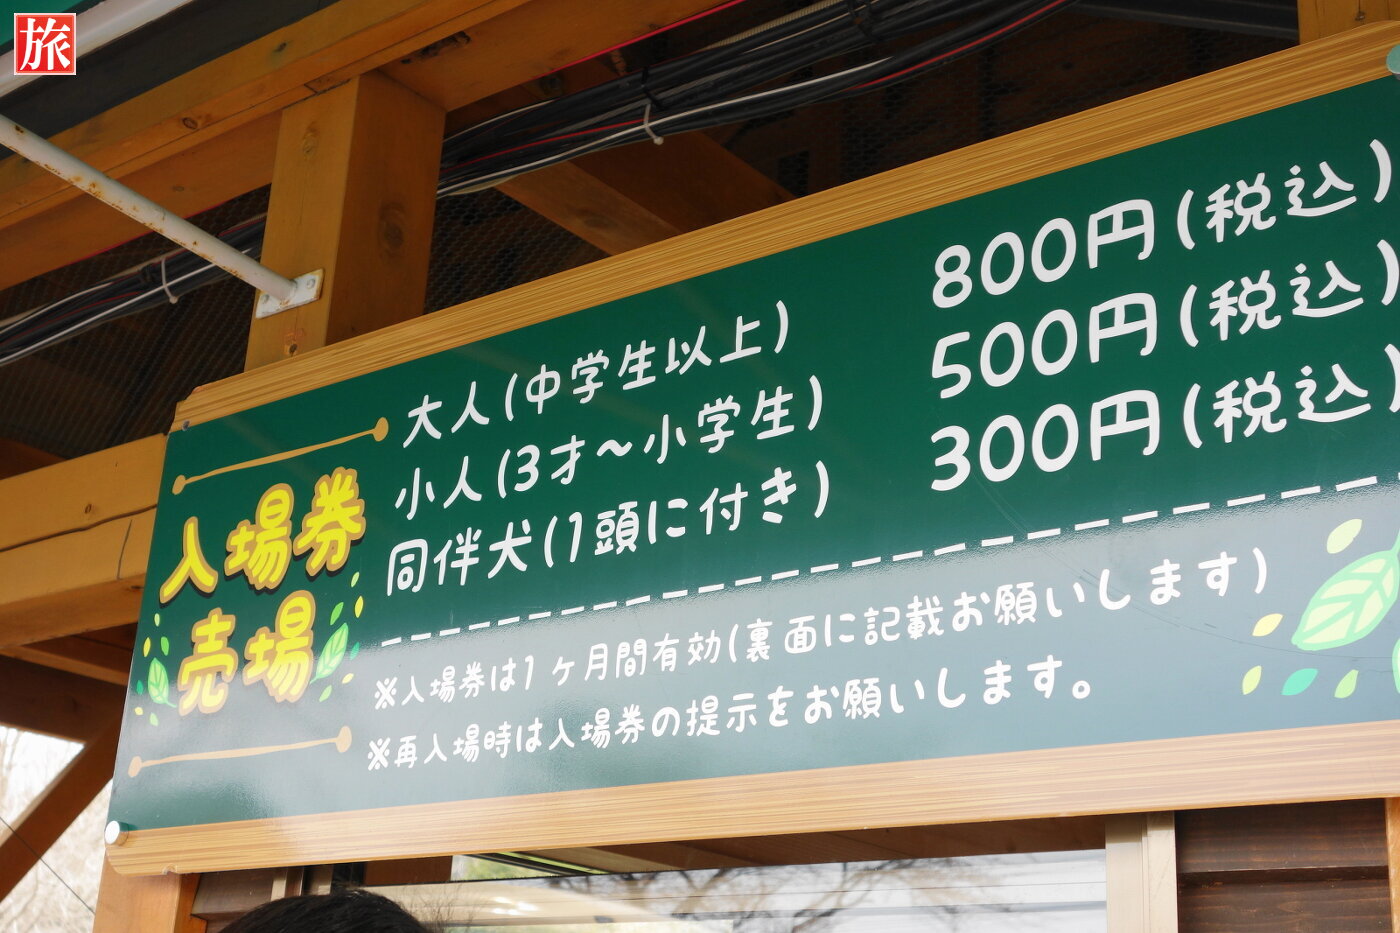 旅
入場券
売場
大人(中学生以上) 800円(税込)
小人(3才～小学生) 500円(税込)
同伴犬(1頭に付き) 300円(税込)
※入場券は1ヶ月間有効(裏面に記載お願いします)
※再入場時は入場券の提示をお願いします。